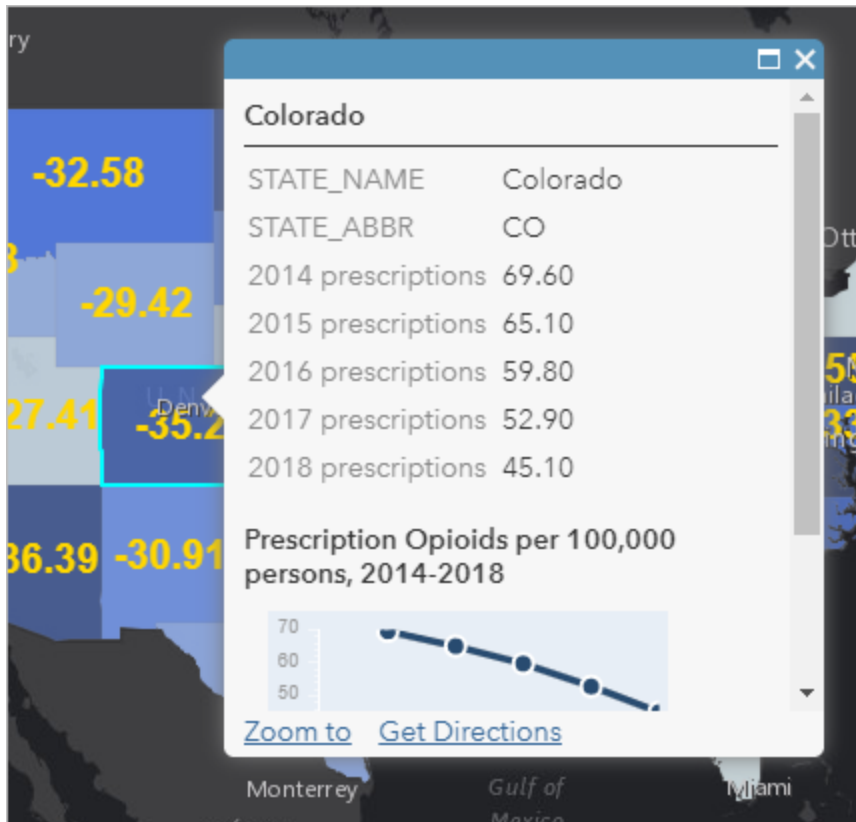 ry
Colorado
STATE_NAME Colorado
STATE_ABBR CO
2014 prescriptions 69.60
2015 prescriptions 65.10
2016 prescriptions 59.80
2017 prescriptions 52.90
2018 prescriptions 45.10
Prescription Opioids per 100,000
persons, 2014-2018
70
60
50
Zoom to Get Directions
-32.58
-29.42
27.41
-35.2
36.39 -30.91
Ott
Monterrey
Gulf of
Mexico
Miami